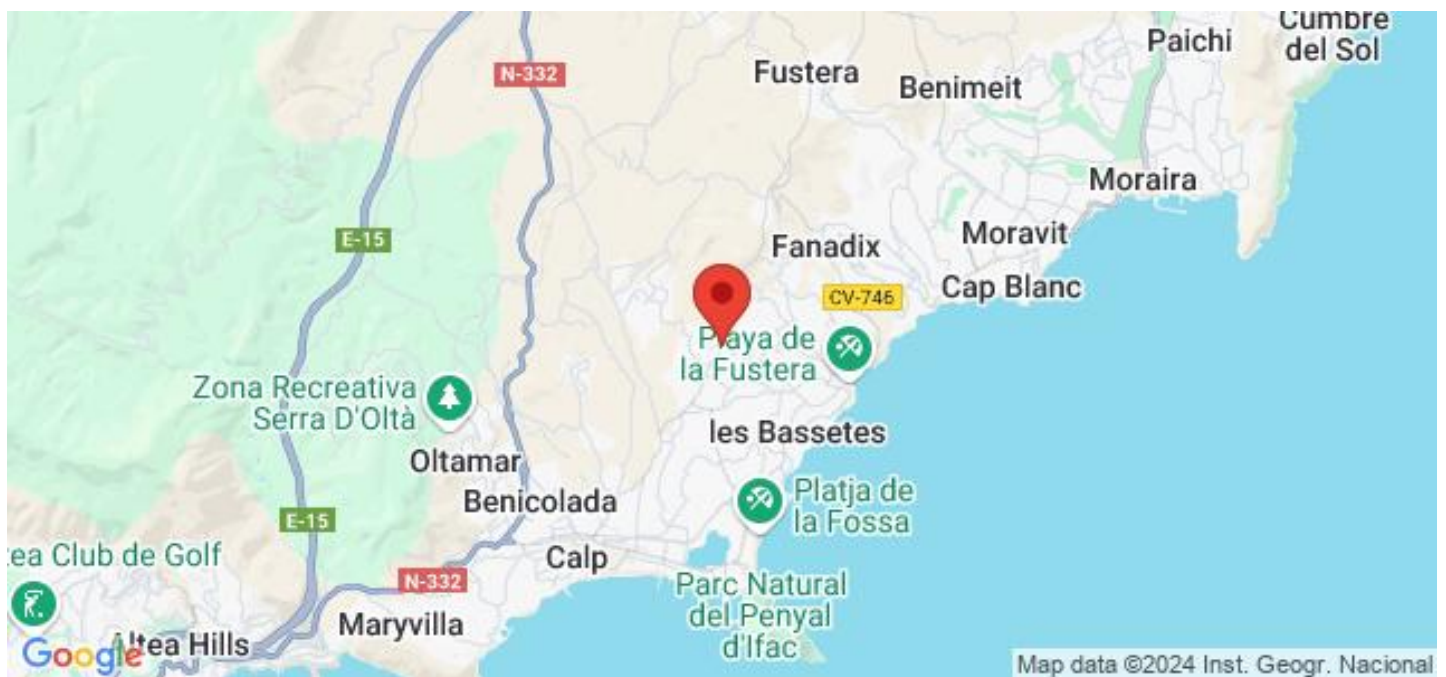 Cumbre
del Sol
Paichi
Fustera
Benimeit
N-332
Moraira
E-15
Moravit
Fanadix
Cap Blanc
CV-746
Playa de
la Fustera
Zona Recreativa
Serra D'Oltà
les Bassetes
Oltamar
Benicolada
Platja de
la Fossa
E-15
tea Club de Golf
Calp
N-332
Parc Natural
del Penyal
d'Ifac
Maryvilla
Altea Hills
Google
Map data ©2024 Inst. Geogr. Nacional